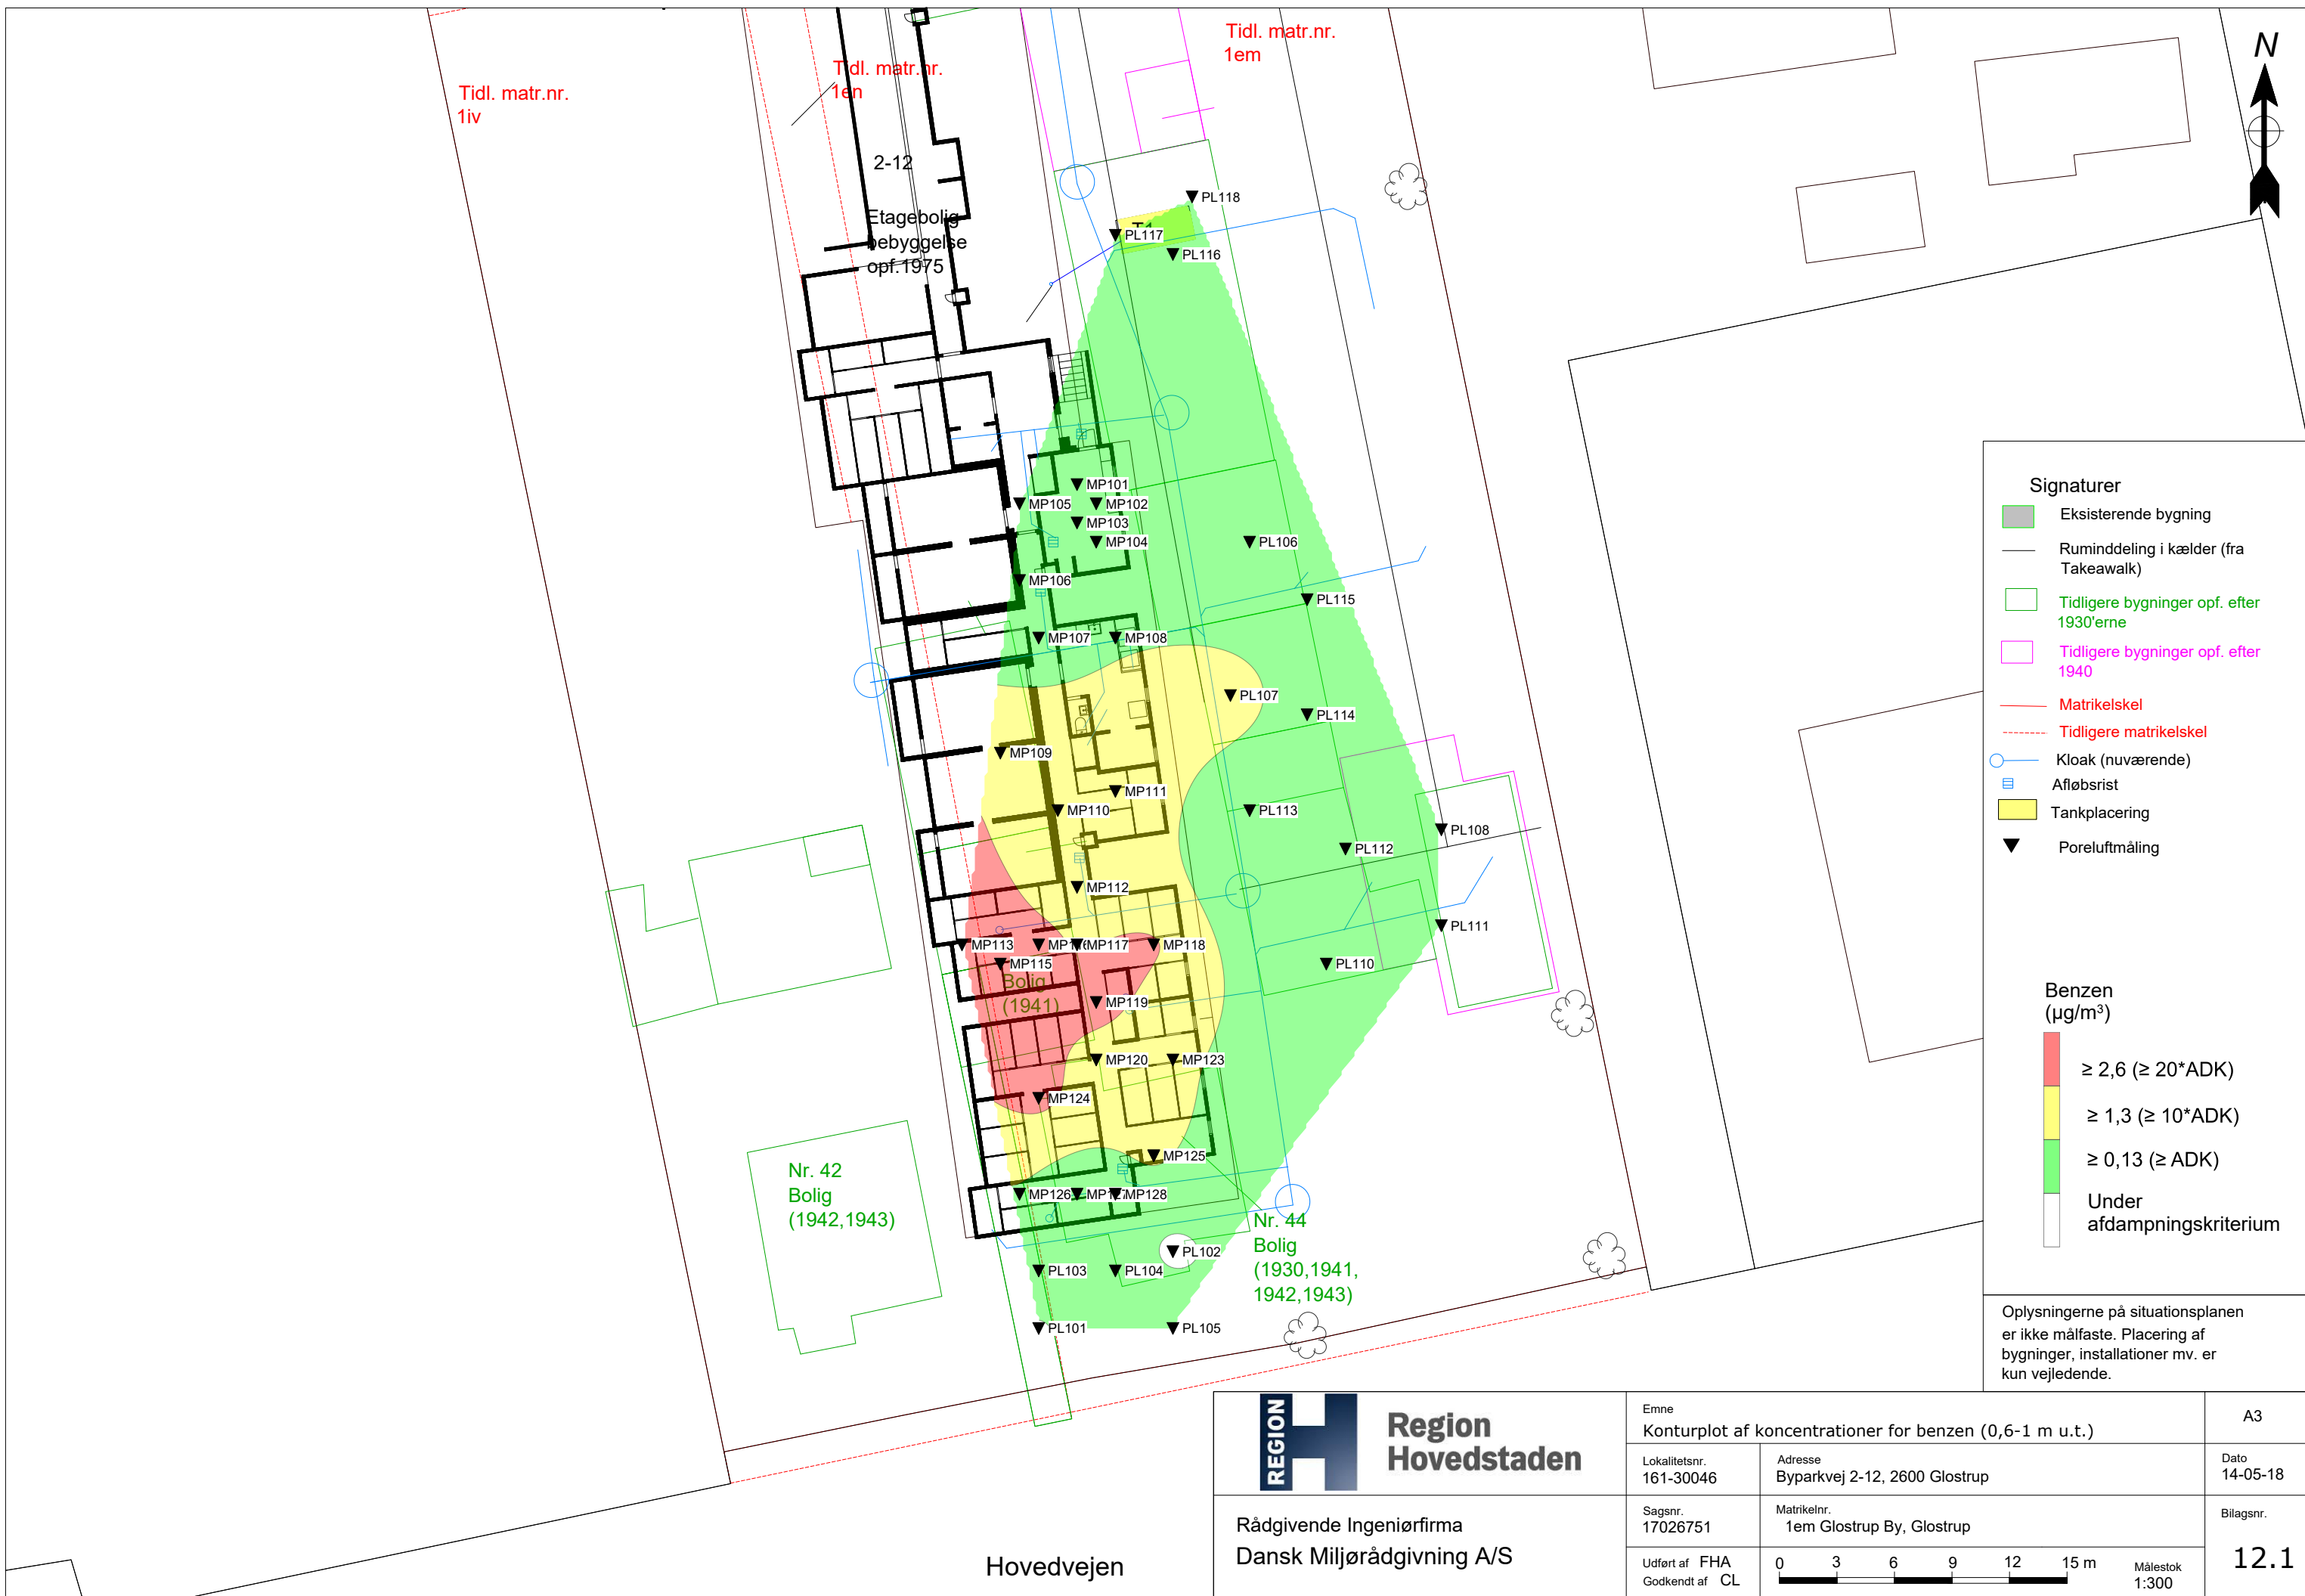 Tidl. matr.nr.
1iv
Tidl. matr.nr.
1en
Tidl. matr.nr.
1em
N
2-12
Etagebolig
bebyggelse
opf.1975
PL118
PL117
PL116
MP101
MP105
MP102
MP103
MP104
PL106
MP106
PL115
MP107
MP108
PL107
PL114
MP109
MP111
MP110
PL113
PL108
PL112
MP112
PL111
MP113
MP117
MP118
MP115
PL110
Bolig
(1941)
MP119
MP120
MP123
MP124
MP125
MP126
MP128
Nr. 42
Bolig
(1942,1943)
Nr. 44
Bolig
(1930,1941,
1942,1943)
PL102
PL103
PL104
PL101
PL105
Hovedvejen
Signaturer
Eksisterende bygning
Ruminddeling i kælder (fra
Takeawalk)
Tidligere bygninger opf. efter
1930'erne
Tidligere bygninger opf. efter
1940
Matrikelskel
Tidligere matrikelskel
Kloak (nuværende)
Afløbsrist
Tankplacering
Poreluftmåling
Benzen
(µg/m³)
≥ 2,6 (≥ 20*ADK)
≥ 1,3 (≥ 10*ADK)
≥ 0,13 (≥ ADK)
Under
afdampningskriterium
Oplysningerne på situationsplanen
er ikke målfaste. Placering af
bygninger, installationer mv. er
kun vejledende.
REGION
Region
Hovedstaden
Rådgivende Ingeniørfirma
Dansk Miljørådgivning A/S
Emne
Konturplot af koncentrationer for benzen (0,6-1 m u.t.)
A3
Lokalitetsnr.
161-30046
Adresse
Byparkvej 2-12, 2600 Glostrup
Dato
14-05-18
Sagsnr.
17026751
Matrikelnr.
1em Glostrup By, Glostrup
Bilagsnr.
12.1
Udført af FHA
Godkendt af CL
0 3 6 9 12 15 m
Målestok
1:300